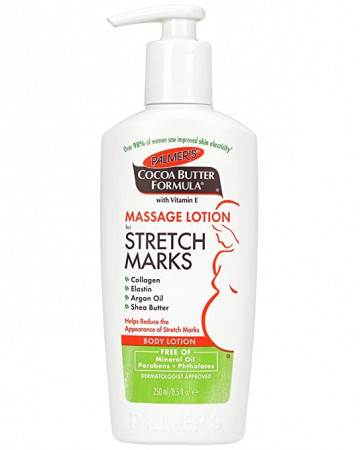 Over 98% of women saw improved skin elasticity*
PALMER'S®
COCOA BUTTER
FORMULA®
with Vitamin E
MASSAGE LOTION
for
STRETCH
MARKS
• Collagen
• Elastin
• Argan Oil
• Shea Butter
Helps Reduce the
Appearance of Stretch Marks
BODY LOTION
FREE OF
Mineral Oil
Parabens • Phthalates
DERMATOLOGIST APPROVED
250 ml/8.5 fl oz e
PALMER'S